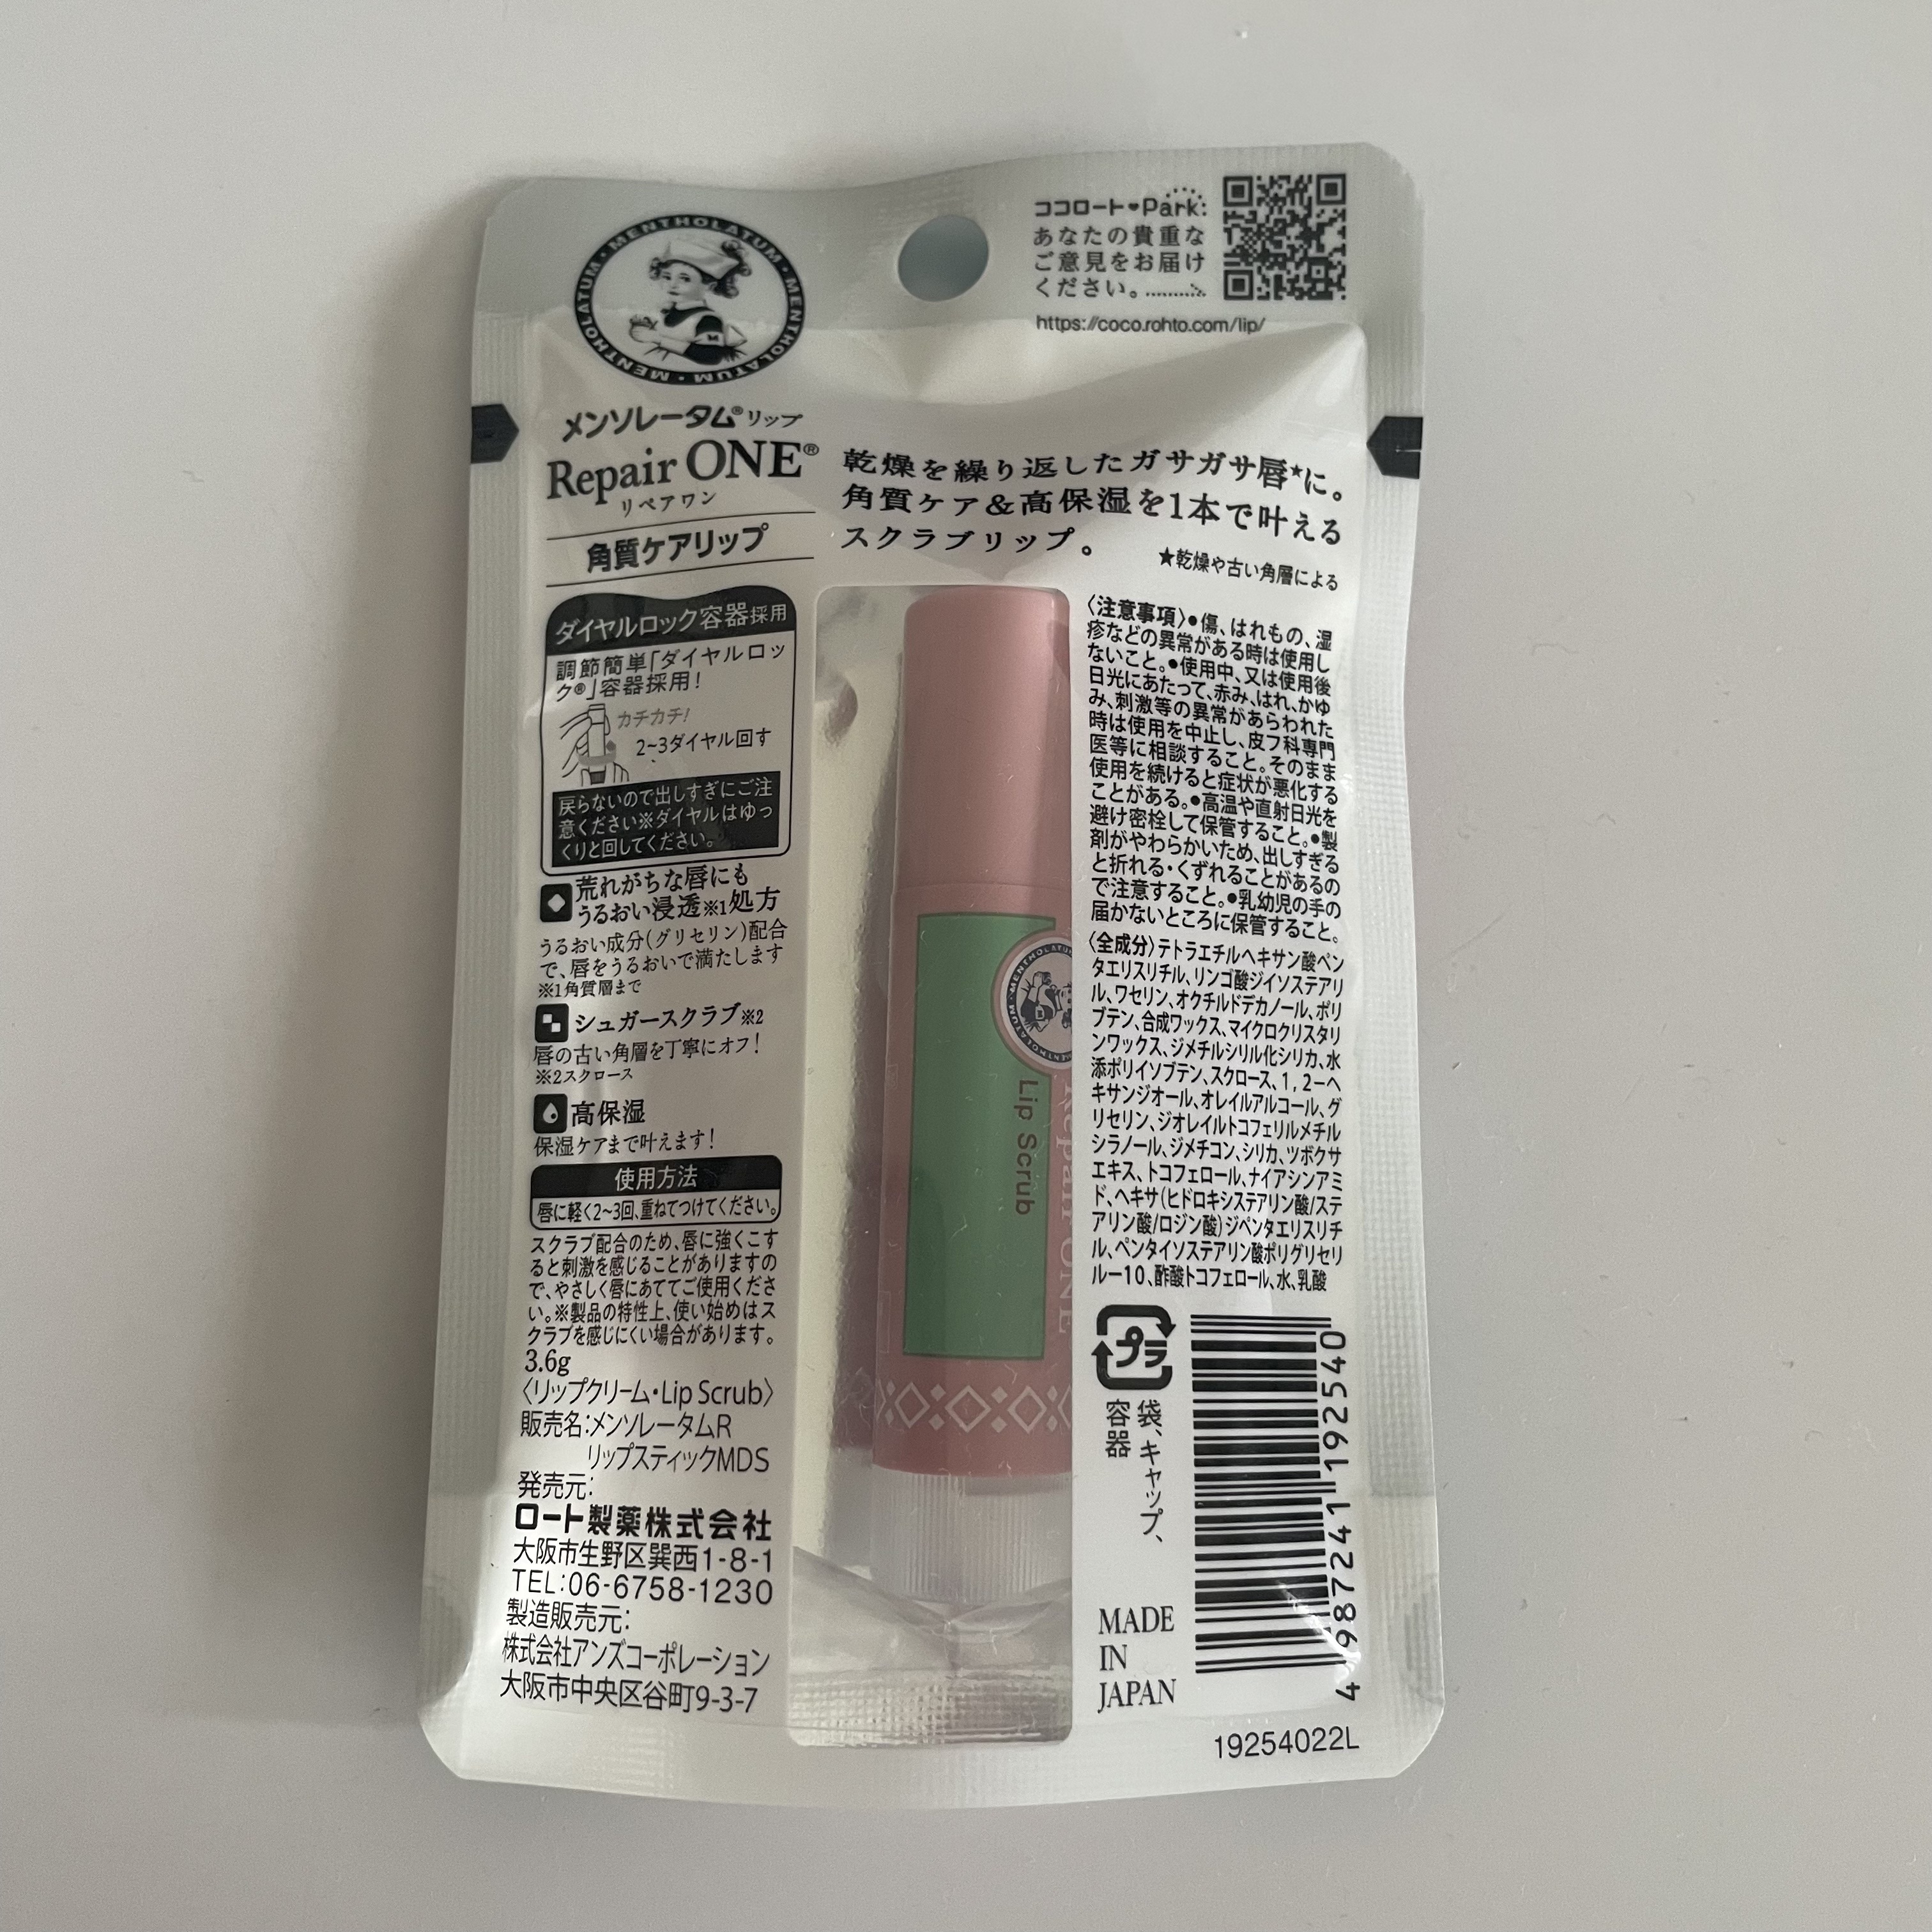 MENTHOLATUM・MENTHOLATUM・MENTHOLATUM・
ココロート♥Park:
あなたの貴重な
ご意見をお届け
ください。
https://coco.rohto.com/lip/
メンソレータム®リップ
Repair ONE®
リペアワン
角質ケアリップ
乾燥を繰り返したガサガサ唇★に。
角質ケア&高保湿を1本で叶える
スクラブリップ。
★乾燥や古い角層による
ダイヤルロック容器採用
調節簡単「ダイヤルロッ
ク®」容器採用!
カチカチ!
2~3ダイヤル回す
戻らないので出しすぎにご注
意ください※ダイヤルはゆっ
くりと回してください。
荒れがちな唇にも
うるおい浸透※1処方
うるおい成分(グリセリン)配合
で、唇をうるおいで満たします
※1角質層まで
シュガースクラブ※2
唇の古い角層を丁寧にオフ!
※2スクロース
高保湿
保湿ケアまで叶えます!
使用方法
唇に軽く2~3回、重ねてつけてください。
スクラブ配合のため、唇に強くこす
ると刺激を感じることがありますの
で、やさしく唇にあててご使用くださ
い。※製品の特性上、使い始めはス
クラブを感じにくい場合があります。
3.6g
〈リップクリーム・Lip Scrub〉
販売名:メンソレータムR
リップスティックMDS
発売元:
ロート製薬株式会社
大阪市生野区巽西1-8-1
TEL:06-6758-1230
製造販売元:
株式会社アンズコーポレーション
大阪市中央区谷町9-3-7
Lip Scrub
Repair ONE
〈注意事項〉●傷、はれもの、湿
疹などの異常がある時は使用し
ないこと。●使用中、又は使用後
日光にあたって、赤み、はれ、かゆ
み、刺激等の異常があらわれた
時は使用を中止し、皮フ科専門
医等に相談すること。そのまま
使用を続けると症状が悪化する
ことがある。●高温や直射日光を
避け密栓して保管すること。●製
剤がやわらかいため、出しすぎる
と折れる・くずれることがあるの
で注意すること。●乳幼児の手の
届かないところに保管すること。
〈全成分〉テトラエチルヘキサン酸ペン
タエリスリチル、リンゴ酸ジイソステアリ
ル、ワセリン、オクチルドデカノール、ポリ
ブテン、合成ワックス、マイクロクリスタリ
ンワックス、ジメチルシリル化シリカ、水
添ポリイソブテン、スクロース、1,2-ヘ
キサンジオール、オレイルアルコール、グ
リセリン、ジオレイルトコフェリルメチル
シラノール、ジメチコン、シリカ、ツボクサ
エキス、トコフェロール、ナイアシンアミ
ド、ヘキサ(ヒドロキシステアリン酸/ステ
アリン酸/ロジン酸)ジペンタエリスリチ
ル、ペンタイソステアリン酸ポリグリセリ
ル-10、酢酸トコフェロール、水、乳酸
プラ
袋、キャップ、
容器
MADE
IN
JAPAN
4 987241 192540
19254022L